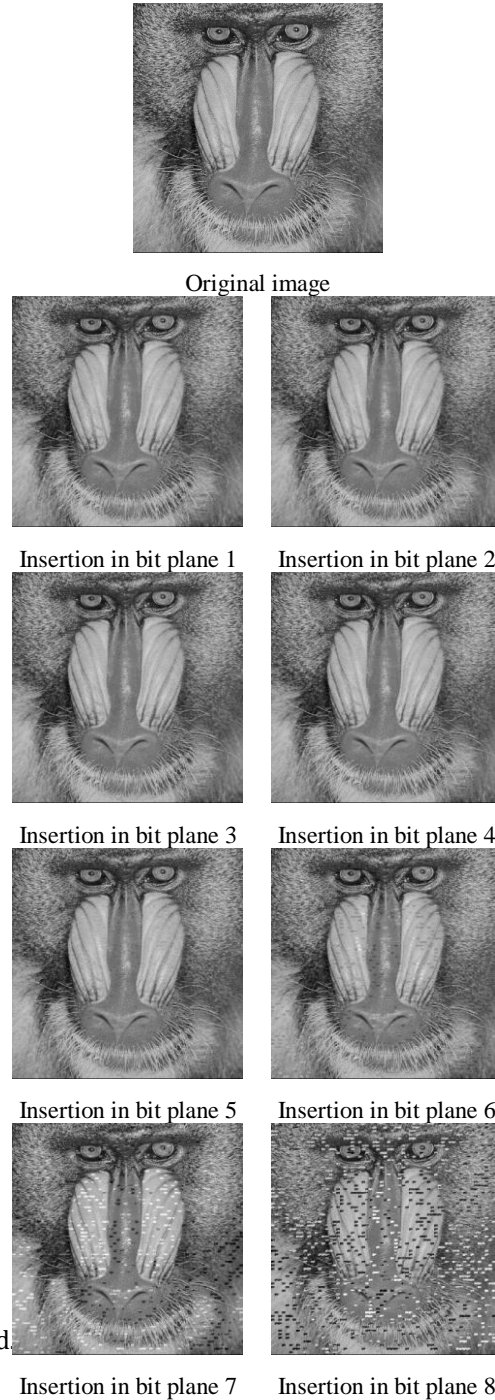 Original image
Insertion in bit plane 1 Insertion in bit plane 2
Insertion in bit plane 3 Insertion in bit plane 4
Insertion in bit plane 5 Insertion in bit plane 6
d.
Insertion in bit plane 7 Insertion in bit plane 8